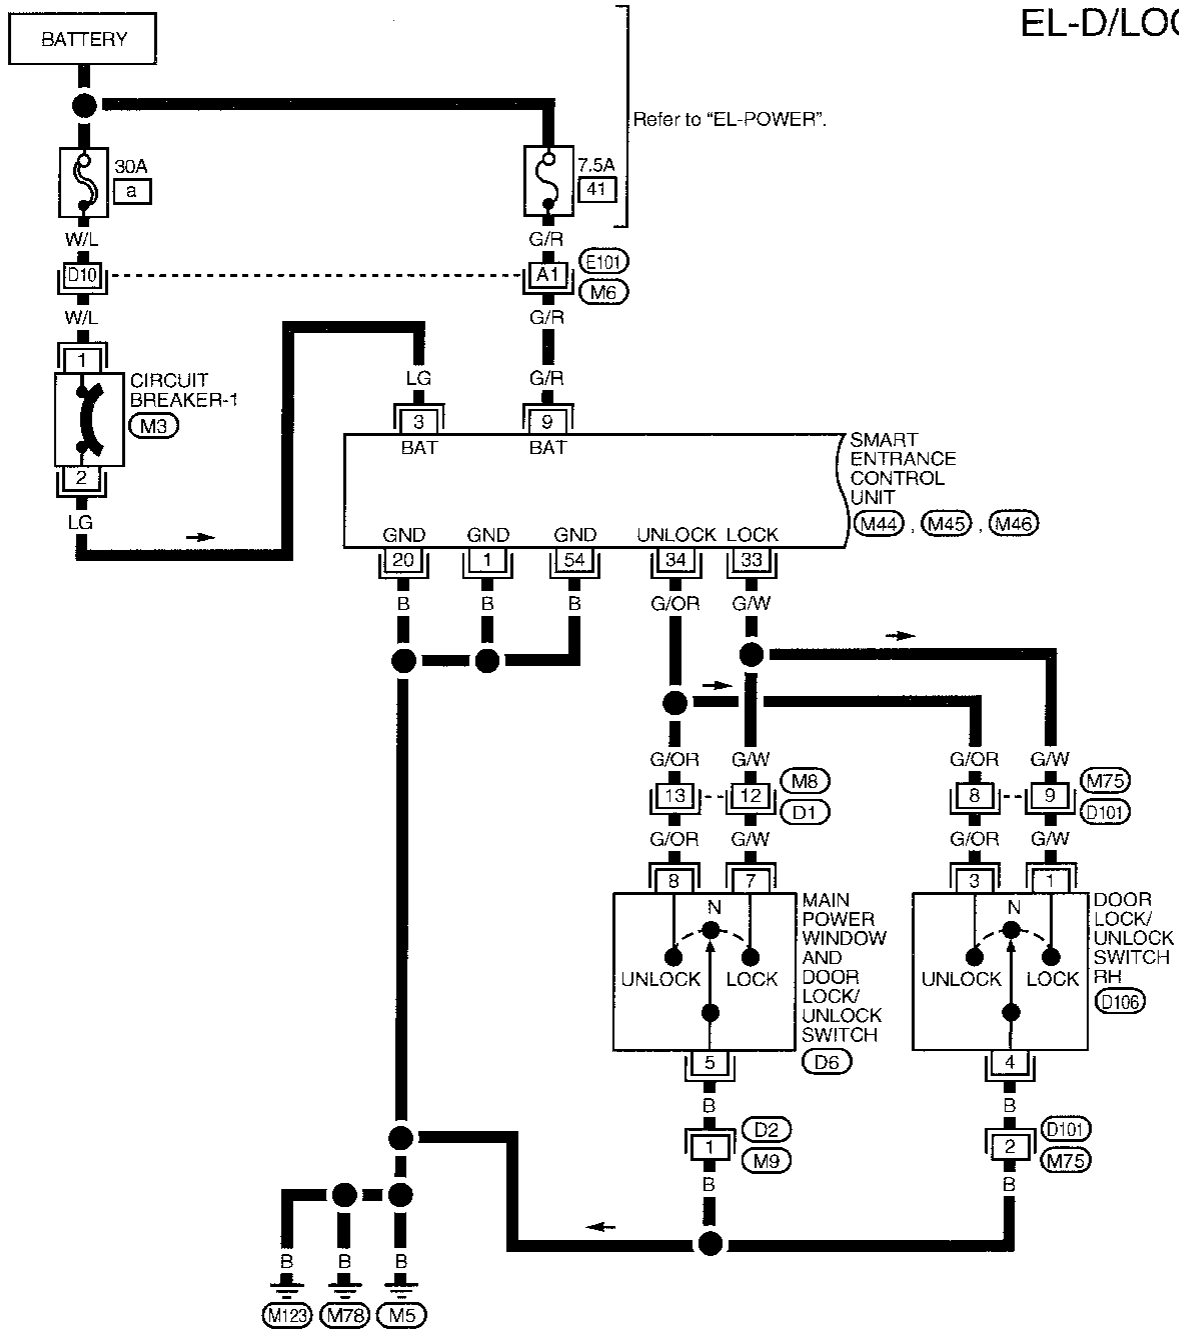 EL-D/LOC
BATTERY
Refer to "EL-POWER".
30A
a
7.5A
41
W/L
G/R
D10
A1
E101
M6
W/L
G/R
1
CIRCUIT
BREAKER-1
M3
2
LG
LG
G/R
3
9
BAT
BAT
SMART
ENTRANCE
CONTROL
UNIT
M44 , M45 , M46
GND
GND
GND
UNLOCK
LOCK
20
1
54
34
33
B
B
B
G/OR
G/W
G/OR
G/W
G/OR
G/W
13
12
M8
D1
8
9
M75
D101
G/OR
G/W
G/OR
G/W
8
7
3
1
N
UNLOCK
LOCK
MAIN
POWER
WINDOW
AND
DOOR
LOCK/
UNLOCK
SWITCH
D6
N
UNLOCK
LOCK
DOOR
LOCK/
UNLOCK
SWITCH
RH
D106
5
4
B
B
1
D2
M9
2
D101
M75
B
B
B
B
B
M123
M78
M5